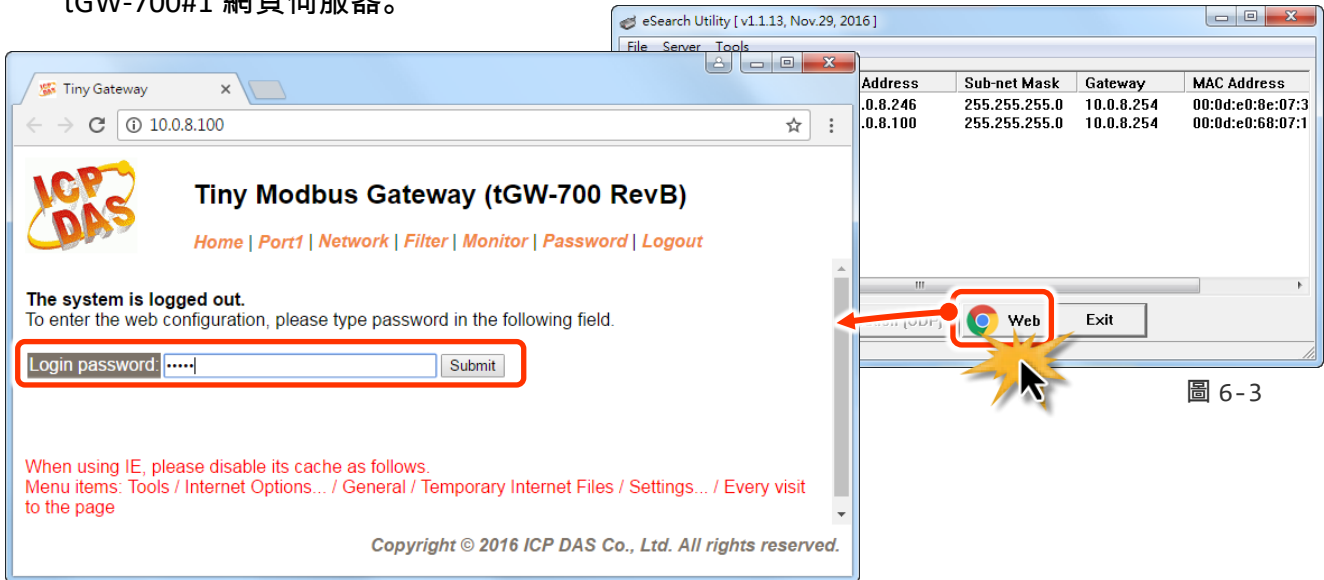 tGW-700#1 網頁伺服器。
eSearch Utility [ v1.1.13, Nov.29, 2016 ]
File Server Tools
Address Sub-net Mask Gateway MAC Address
.0.8.246 255.255.255.0 10.0.8.254 00:0d:e0:8e:07:3
.0.8.100 255.255.255.0 10.0.8.254 00:0d:e0:68:07:1
Web Exit
圖 6-3
Tiny Gateway
10.0.8.100
ICP
DAS
Tiny Modbus Gateway (tGW-700 RevB)
Home | Port1 | Network | Filter | Monitor | Password | Logout
The system is logged out.
To enter the web configuration, please type password in the following field.
Login password: ••••• Submit
When using IE, please disable its cache as follows.
Menu items: Tools / Internet Options... / General / Temporary Internet Files / Settings... / Every visit
to the page
Copyright © 2016 ICP DAS Co., Ltd. All rights reserved.